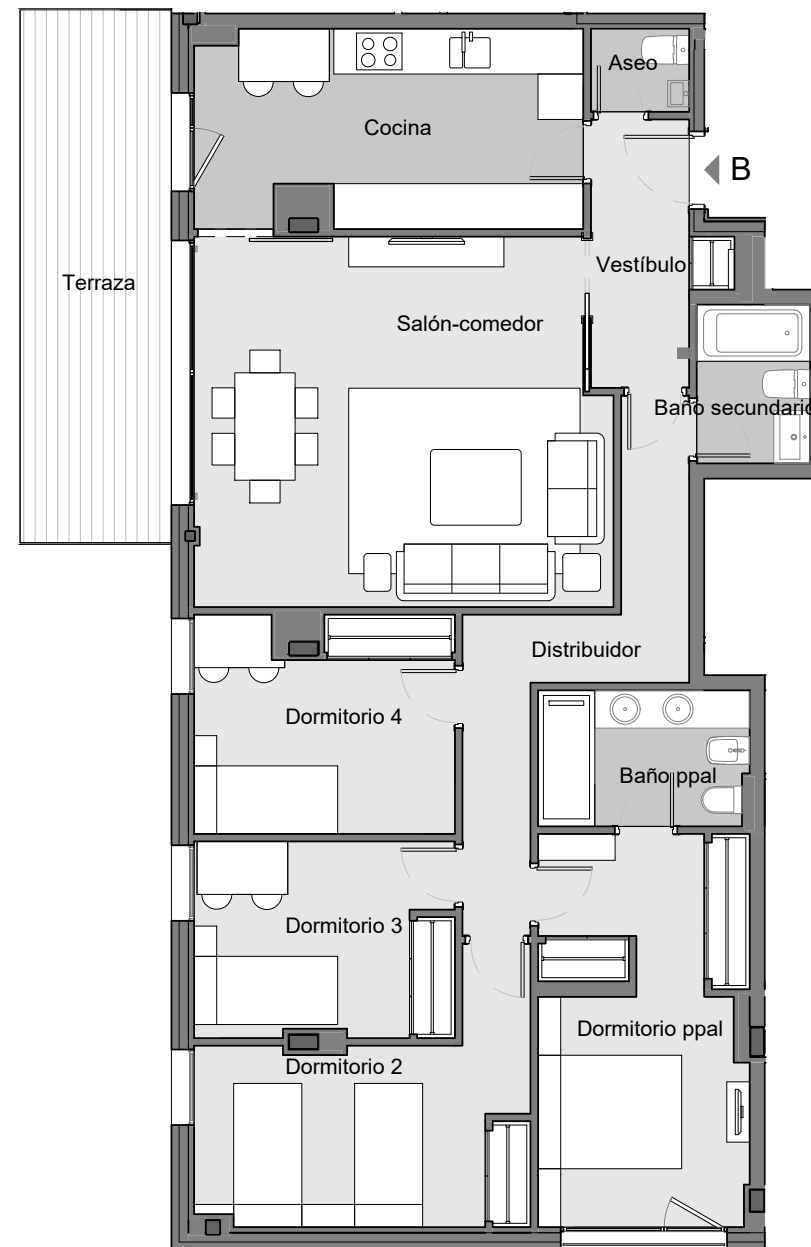 Aseo
Cocina
B
Vestíbulo
Terraza
Salón-comedor
Baño secundario
Distribuidor
Dormitorio 4
Baño ppal
Dormitorio 3
Dormitorio ppal
Dormitorio 2